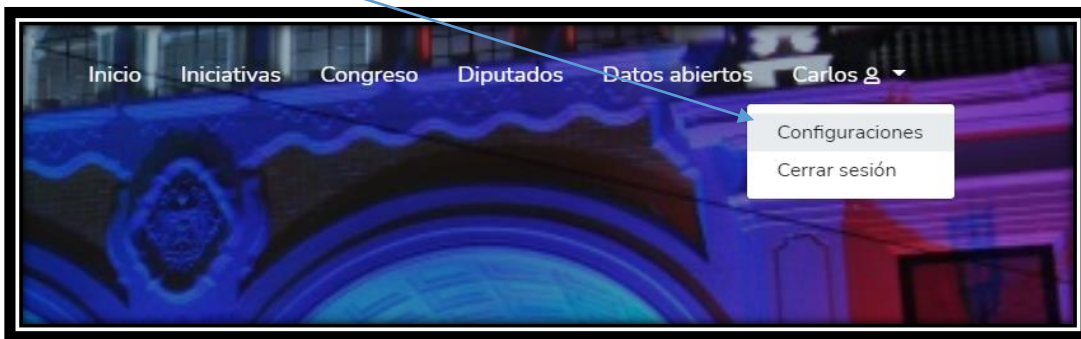 Inicio Iniciativas Congreso Diputados Datos abiertos Carlos
Configuraciones
Cerrar sesión